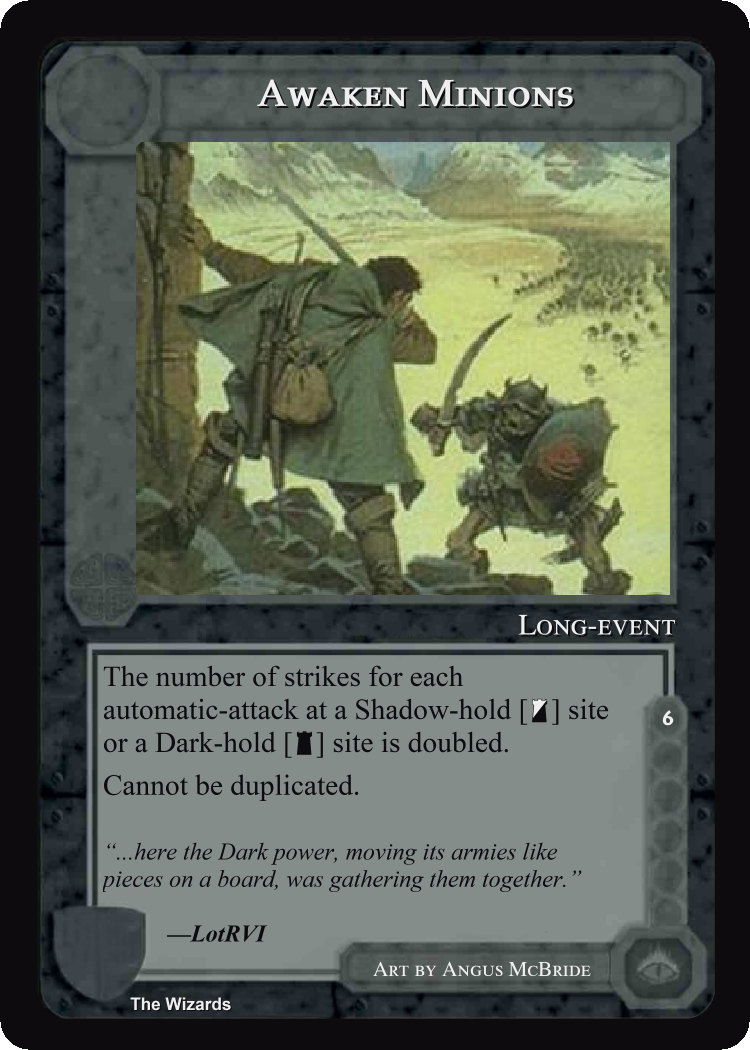 Awaken Minions
Long-event
The number of strikes for each
automatic-attack at a Shadow-hold [ ] site
or a Dark-hold [ ] site is doubled.
Cannot be duplicated.
6
“...here the Dark power, moving its armies like
pieces on a board, was gathering them together.”
—LotRVI
Art by Angus McBride
The Wizards